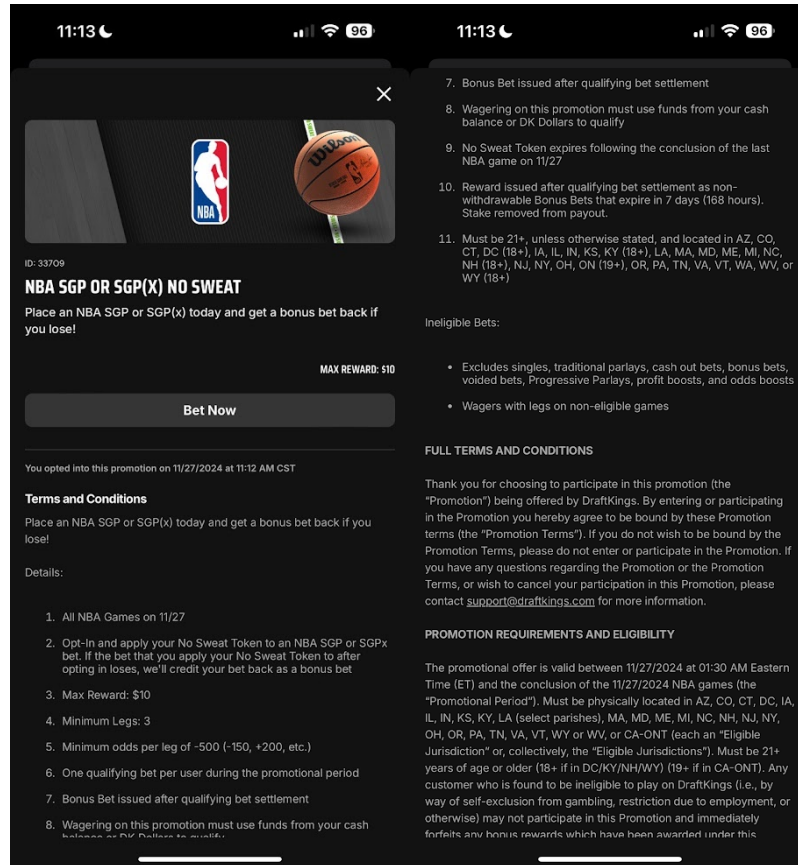 11:13
96
NBA
Wilson
ID: 33709
NBA SGP OR SGP(X) NO SWEAT
Place an NBA SGP or SGP(x) today and get a bonus bet back if
you lose!
MAX REWARD: $10
Bet Now
You opted into this promotion on 11/27/2024 at 11:12 AM CST
Terms and Conditions
Place an NBA SGP or SGP(x) today and get a bonus bet back if you
lose!
Details:
1. All NBA Games on 11/27
2. Opt-In and apply your No Sweat Token to an NBA SGP or SGPx
bet. If the bet that you apply your No Sweat Token to after
opting in loses, we'll credit your bet back as a bonus bet
3. Max Reward: $10
4. Minimum Legs: 3
5. Minimum odds per leg of -500 (-150, +200, etc.)
6. One qualifying bet per user during the promotional period
7. Bonus Bet issued after qualifying bet settlement
8. Wagering on this promotion must use funds from your cash
balance or DK Dollars to qualify
11:13
96
7. Bonus Bet issued after qualifying bet settlement
8. Wagering on this promotion must use funds from your cash
balance or DK Dollars to qualify
9. No Sweat Token expires following the conclusion of the last
NBA game on 11/27
10. Reward issued after qualifying bet settlement as non-
withdrawable Bonus Bets that expire in 7 days (168 hours).
Stake removed from payout.
11. Must be 21+, unless otherwise stated, and located in AZ, CO,
CT, DC (18+), IA, IL, IN, KS, KY (18+), LA, MA, MD, ME, MI, NC,
NH (18+), NJ, NY, OH, ON (19+), OR, PA, TN, VA, VT, WA, WV, or
WY (18+)
Ineligible Bets:
• Excludes singles, traditional parlays, cash out bets, bonus bets,
voided bets, Progressive Parlays, profit boosts, and odds boosts
• Wagers with legs on non-eligible games
FULL TERMS AND CONDITIONS
Thank you for choosing to participate in this promotion (the
"Promotion") being offered by DraftKings. By entering or participating
in the Promotion you hereby agree to be bound by these Promotion
terms (the "Promotion Terms"). If you do not wish to be bound by the
Promotion Terms, please do not enter or participate in the Promotion. If
you have any questions regarding the Promotion or the Promotion
Terms, or wish to cancel your participation in this Promotion, please
contact support@draftkings.com for more information.
PROMOTION REQUIREMENTS AND ELIGIBILITY
The promotional offer is valid between 11/27/2024 at 01:30 AM Eastern
Time (ET) and the conclusion of the 11/27/2024 NBA games (the
"Promotional Period"). Must be physically located in AZ, CO, CT, DC, IA,
IL, IN, KS, KY, LA (select parishes), MA, MD, ME, MI, NC, NH, NJ, NY,
OH, OR, PA, TN, VA, VT, WY or WV, or CA-ONT (each an "Eligible
Jurisdiction" or, collectively, the "Eligible Jurisdictions"). Must be 21+
years of age or older (18+ if in DC/KY/NH/WY) (19+ if in CA-ONT). Any
customer who is found to be ineligible to play on DraftKings (i.e., by
way of self-exclusion from gambling, restriction due to employment, or
otherwise) may not participate in this Promotion and immediately
forfeits any bonus rewards which have been awarded under this